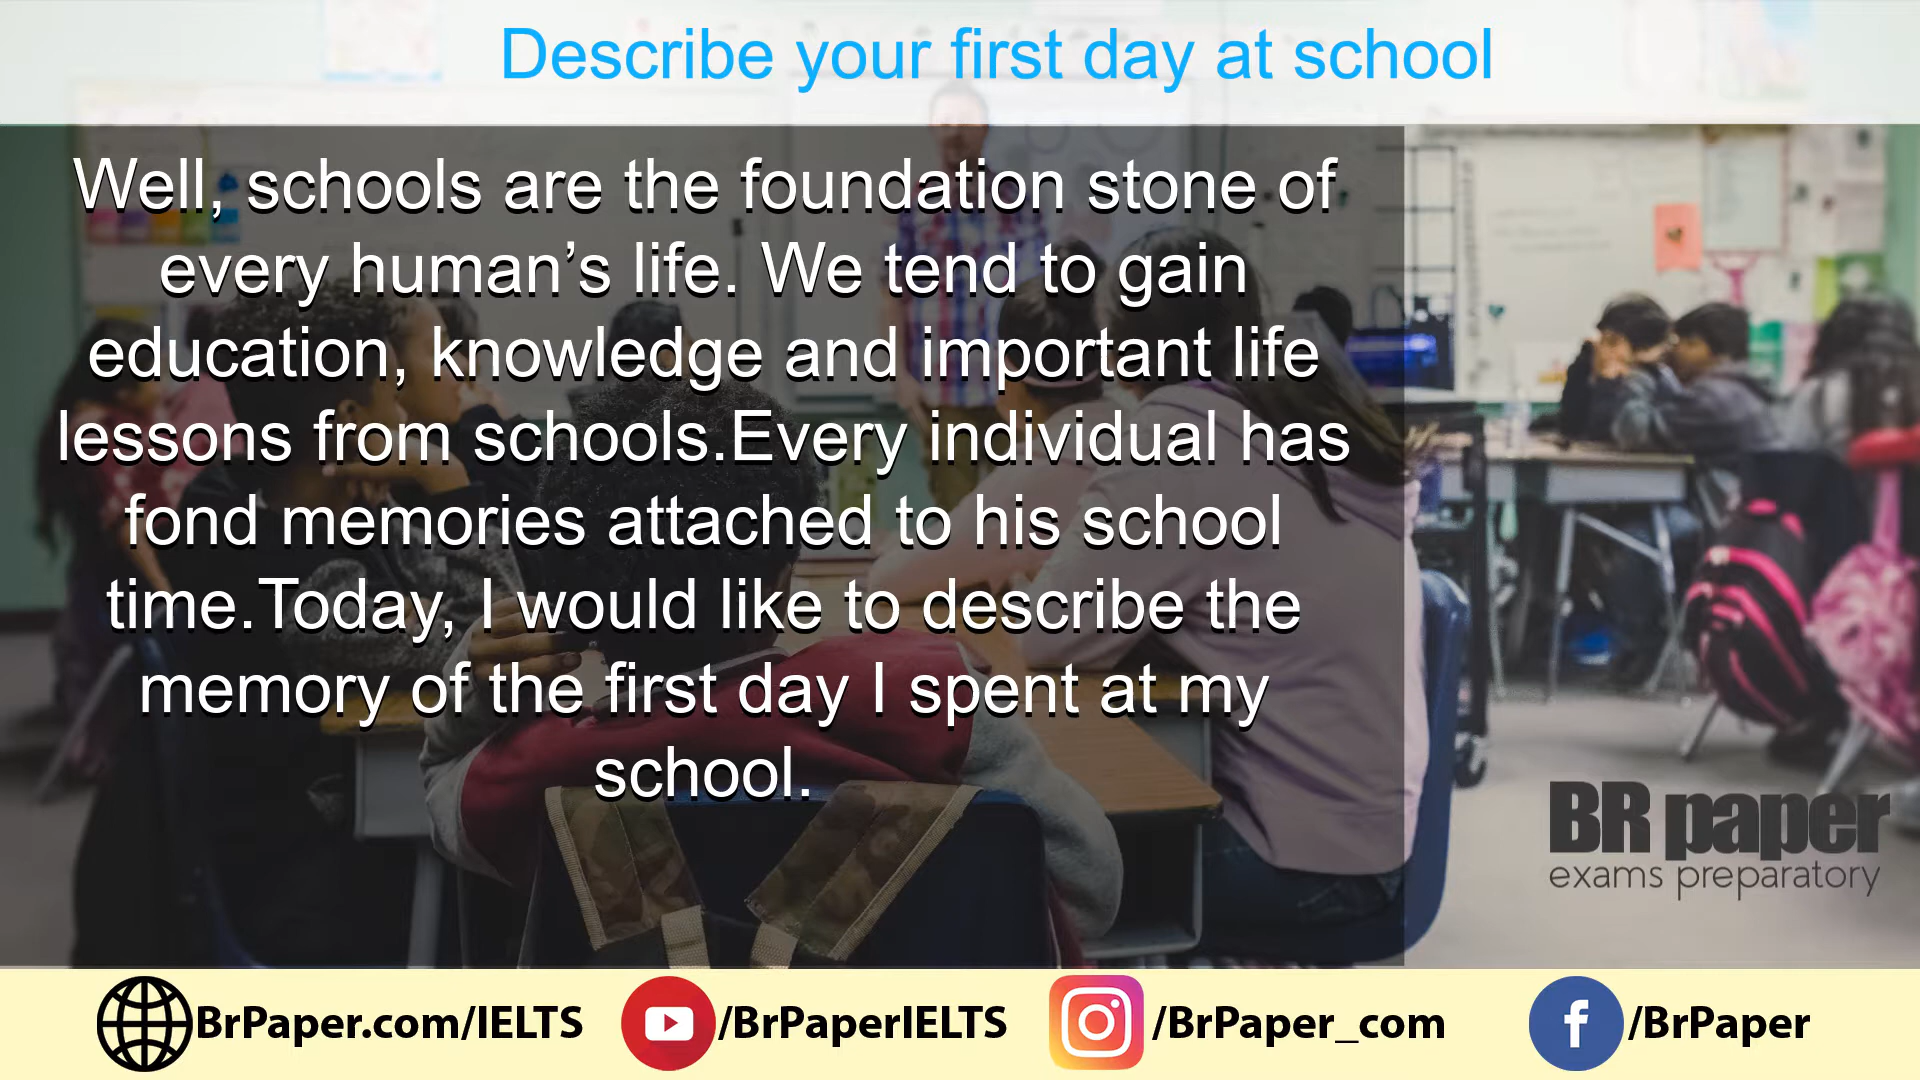 Describe your first day at school
Well, schools are the foundation stone of
every human’s life. We tend to gain
education, knowledge and important life
lessons from schools.Every individual has
fond memories attached to his school
time.Today, I would like to describe the
memory of the first day I spent at my
school.
BR paper
exams preparatory
BrPaper.com/IELTS
/BrPaperIELTS
/BrPaper_com
/BrPaper